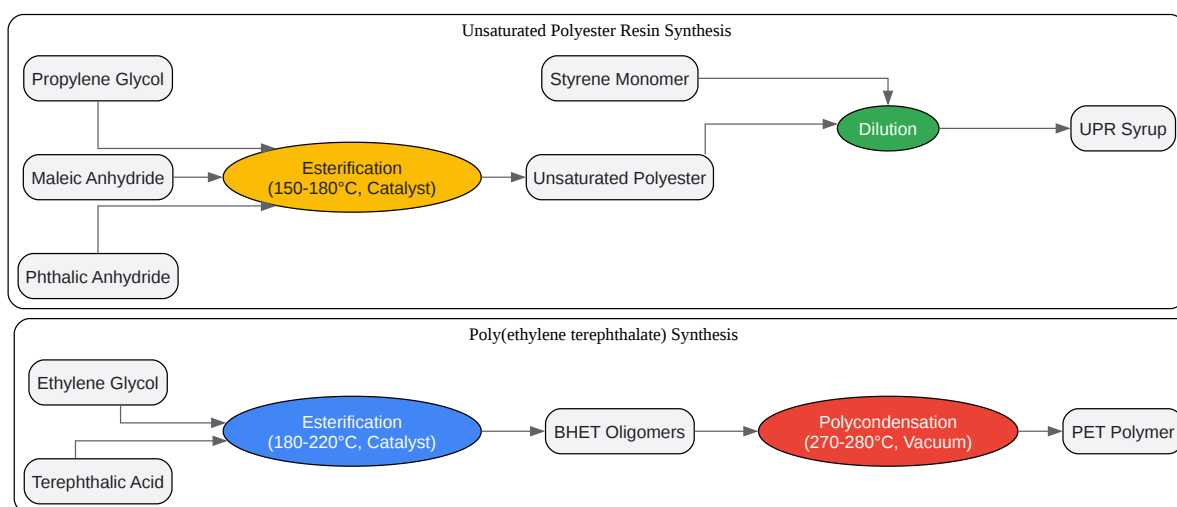 Unsaturated Polyester Resin Synthesis
Propylene Glycol
Styrene Monomer
Dilution
UPR Syrup
Maleic Anhydride
Esterification
(150-180°C, Catalyst)
Unsaturated Polyester
Phthalic Anhydride
Poly(ethylene terephthalate) Synthesis
Ethylene Glycol
Esterification
(180-220°C, Catalyst)
BHET Oligomers
Polycondensation
(270-280°C, Vacuum)
PET Polymer
Terephthalic Acid